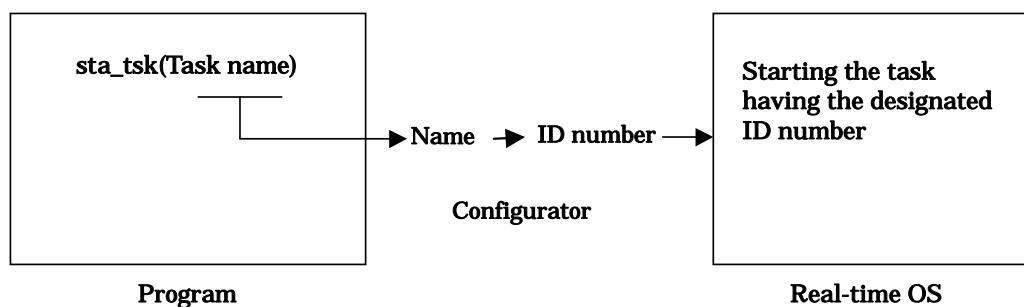 sta_tsk(Task name)
Name
ID number
Configurator
Starting the task
having the designated
ID number
Program
Real-time OS